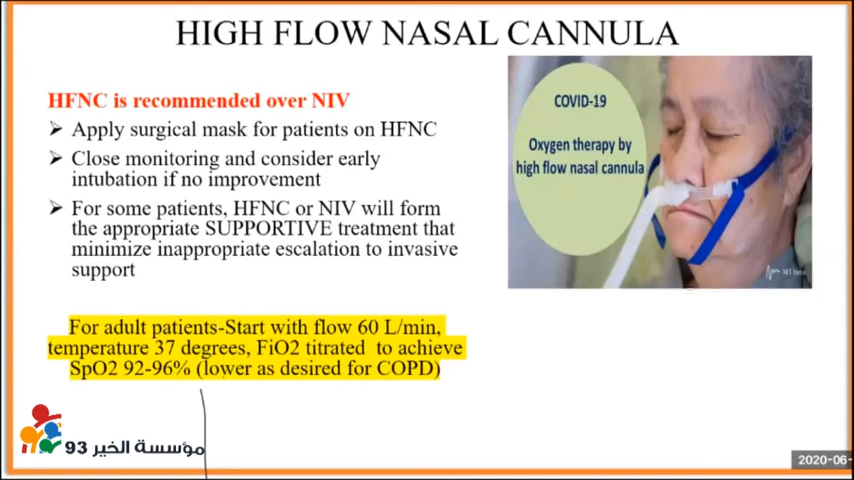 HIGH FLOW NASAL CANNULA
HFNC is recommended over NIV
Apply surgical mask for patients on HFNC
Close monitoring and consider early
intubation if no improvement
For some patients, HFNC or NIV will form
the appropriate SUPPORTIVE treatment that
minimize inappropriate escalation to invasive
support
For adult patients-Start with flow 60 L/min,
temperature 37 degrees, FiO2 titrated to achieve
SpO2 92-96% (lower as desired for COPD)
COVID-19
Oxygen therapy by
high flow nasal cannula
مؤسسة الخير 93
2020-06-